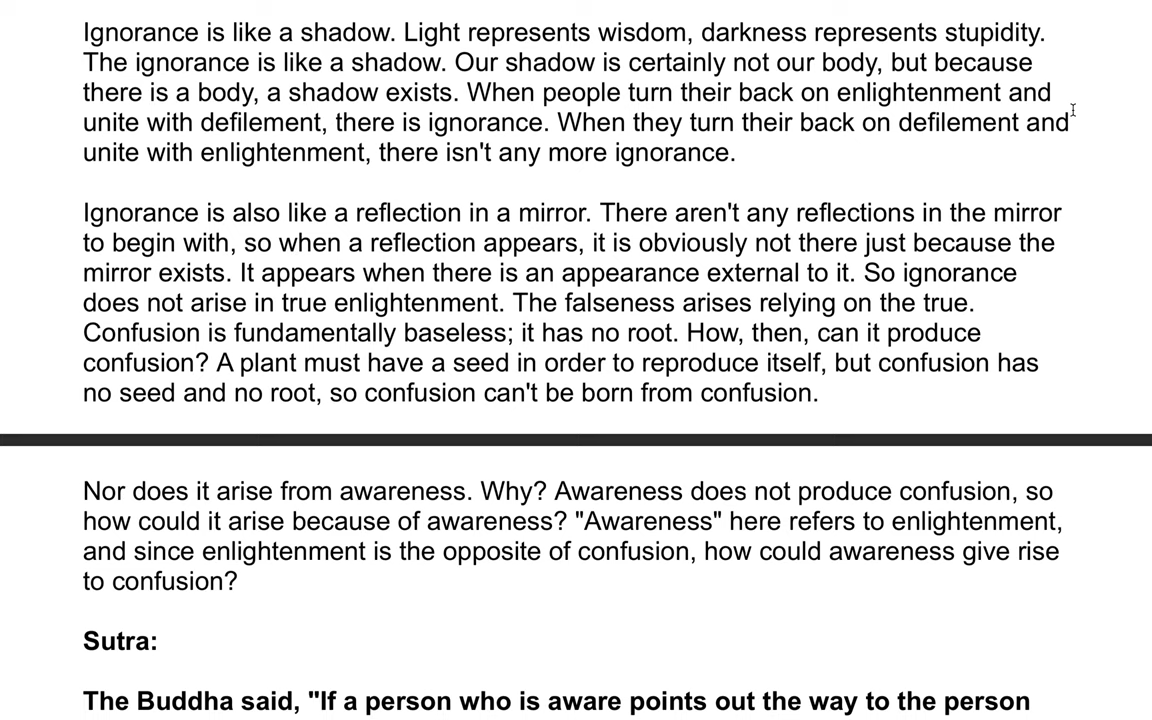 Ignorance is like a shadow. Light represents wisdom, darkness represents stupidity.
The ignorance is like a shadow. Our shadow is certainly not our body, but because
there is a body, a shadow exists. When people turn their back on enlightenment and
unite with defilement, there is ignorance. When they turn their back on defilement and
unite with enlightenment, there isn't any more ignorance.
Ignorance is also like a reflection in a mirror. There aren't any reflections in the mirror
to begin with, so when a reflection appears, it is obviously not there just because the
mirror exists. It appears when there is an appearance external to it. So ignorance
does not arise in true enlightenment. The falseness arises relying on the true.
Confusion is fundamentally baseless; it has no root. How, then, can it produce
confusion? A plant must have a seed in order to reproduce itself, but confusion has
no seed and no root, so confusion can't be born from confusion.
Nor does it arise from awareness. Why? Awareness does not produce confusion, so
how could it arise because of awareness? "Awareness" here refers to enlightenment,
and since enlightenment is the opposite of confusion, how could awareness give rise
to confusion?
Sutra:
The Buddha said, "If a person who is aware points out the way to the person